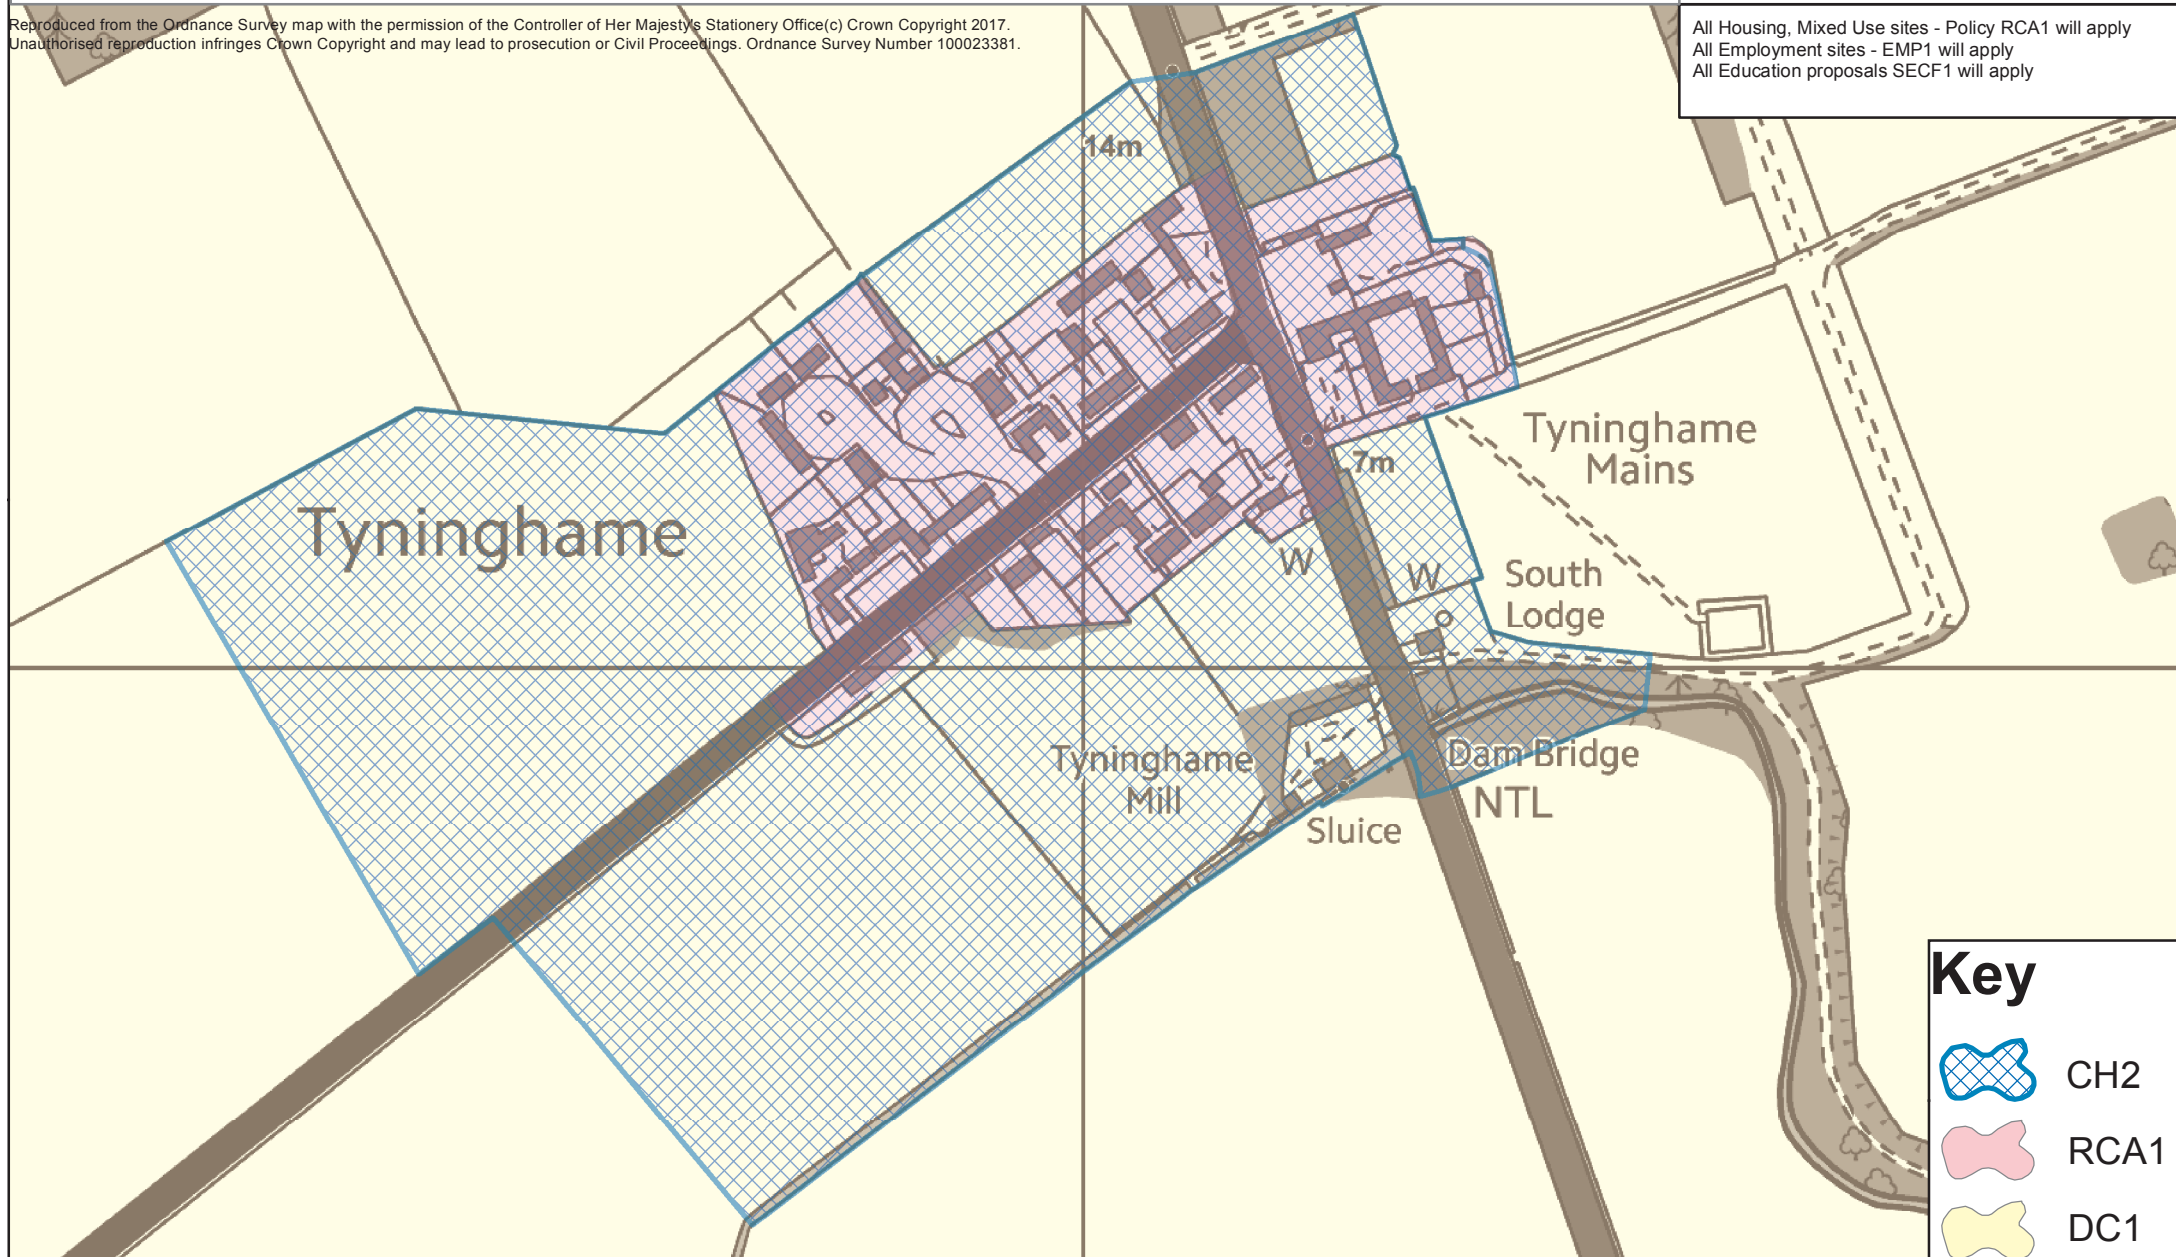 Reproduced from the Ordnance Survey map with the permission of the Controller of Her Majesty's Stationery Office(c) Crown Copyright 2017.
Unauthorised reproduction infringes Crown Copyright and may lead to prosecution or Civil Proceedings. Ordnance Survey Number 100023381.
All Housing, Mixed Use sites - Policy RCA1 will apply
All Employment sites - EMP1 will apply
All Education proposals SECF1 will apply
14m
Tyninghame
Mains
7m
Tyninghame
W
W
South
Lodge
Tyninghame
Mill
Dam Bridge
NTL
Sluice
Key
CH2
RCA1
DC1